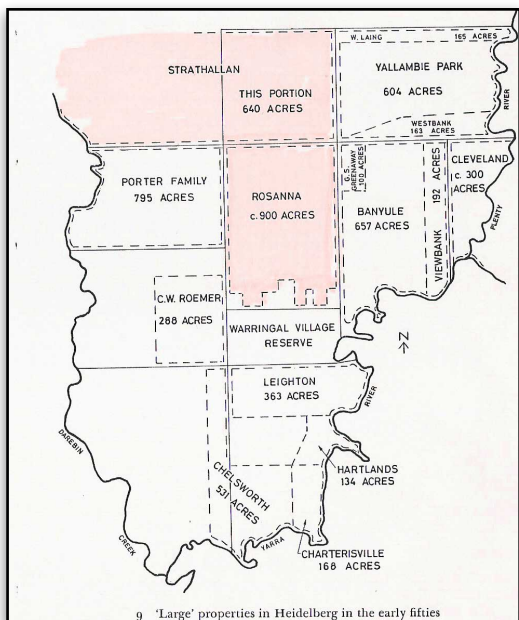 W. LAING 165 ACRES
STRATHALLAN
YALLAMBIE PARK
THIS PORTION
640 ACRES
604 ACRES
RIVER
WESTBANK
163 ACRES
PORTER FAMILY
795 ACRES
ROSANNA
c. 900 ACRES
G. S.
GREENAWAY
100 ACRES
BANYULE
657 ACRES
VIEWBANK 192 ACRES
CLEVELAND
c. 300
ACRES
PLENTY
C.W. ROEMER
288 ACRES
WARRINGAL VILLAGE
RESERVE
N
LEIGHTON
363 ACRES
RIVER
DAREBIN
CREEK
CHELSWORTH
531 ACRES
HARTLANDS
134 ACRES
YARRA
CHARTERISVILLE
168 ACRES
9 'Large' properties in Heidelberg in the early fifties